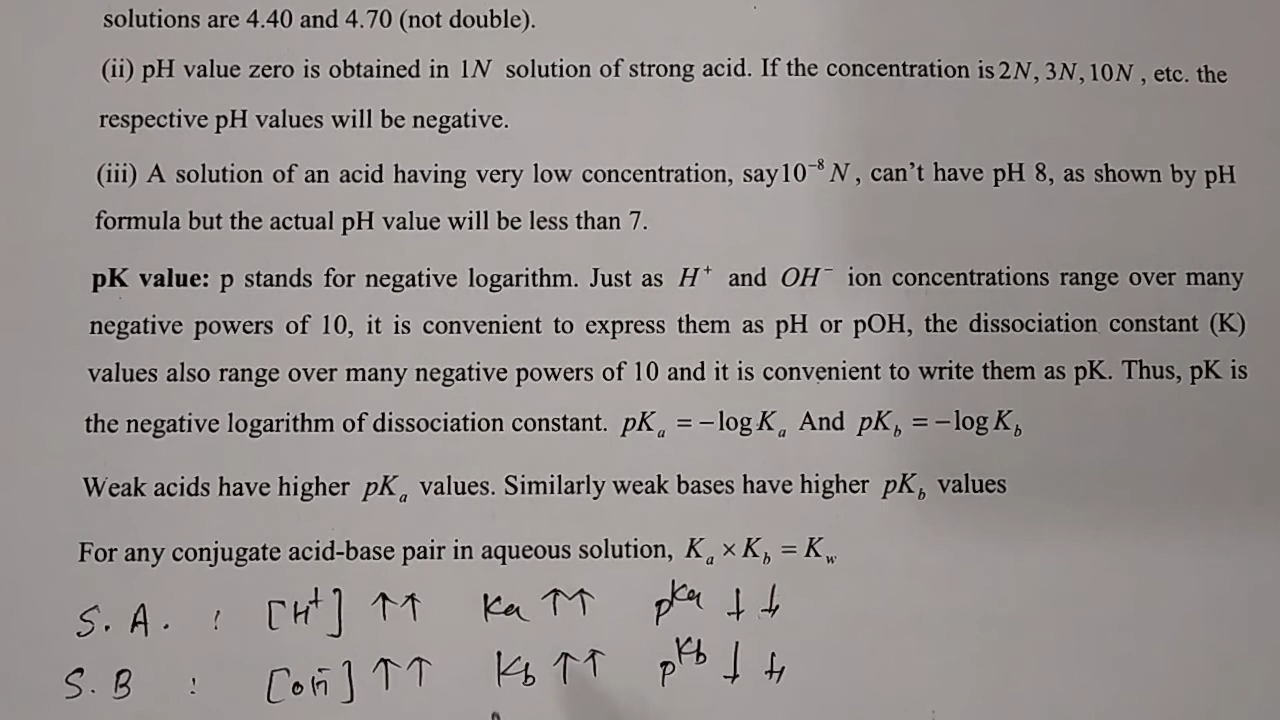 solutions are 4.40 and 4.70 (not double).
(ii) pH value zero is obtained in 1N solution of strong acid. If the concentration is 2N, 3N, 10N , etc. the
respective pH values will be negative.
(iii) A solution of an acid having very low concentration, say 10⁻⁸ N, can't have pH 8, as shown by pH
formula but the actual pH value will be less than 7.
pK value: p stands for negative logarithm. Just as H⁺ and OH⁻ ion concentrations range over many
negative powers of 10, it is convenient to express them as pH or pOH, the dissociation constant (K)
values also range over many negative powers of 10 and it is convenient to write them as pK. Thus, pK is
the negative logarithm of dissociation constant. pKₐ = −log Kₐ And pK_b = −log K_b
Weak acids have higher pKₐ values. Similarly weak bases have higher pK_b values
For any conjugate acid-base pair in aqueous solution, Kₐ × K_b = K_w
S. A. : [H⁺] ↑↑ Ka ↑↑ pKa ↓↓
S. B : [OH⁻] ↑↑ Kb ↑↑ pKb ↓↓